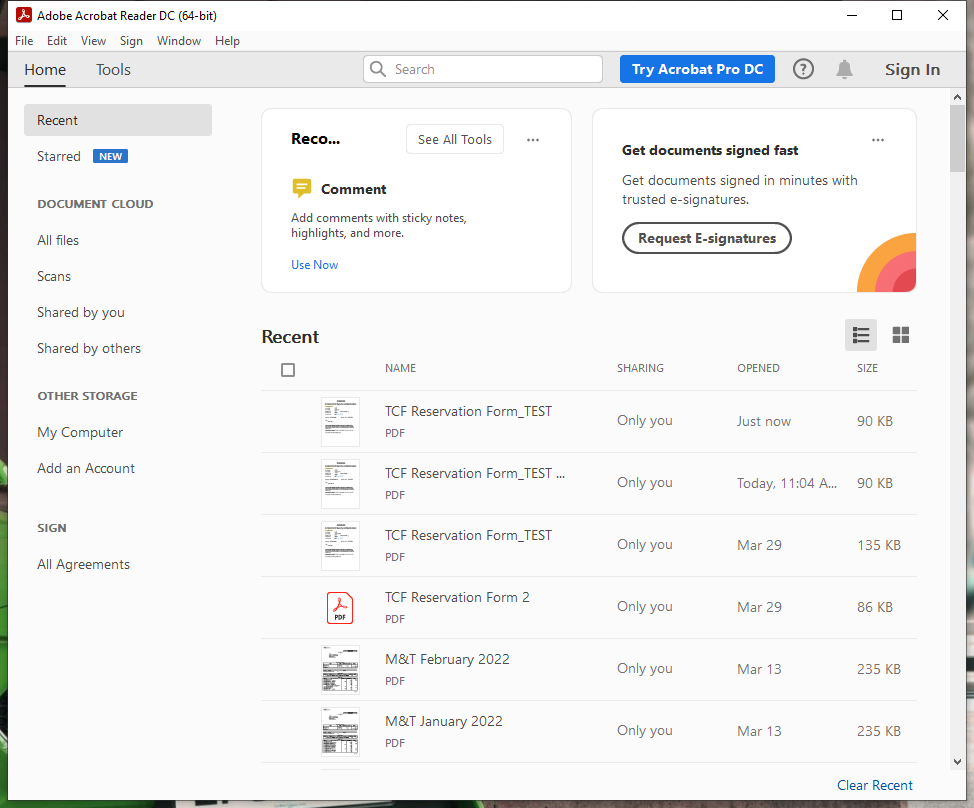 Adobe Acrobat Reader DC (64-bit)
File Edit View Sign Window Help
Home Tools Search Try Acrobat Pro DC ? Sign In
Recent
Starred NEW
DOCUMENT CLOUD
All files
Scans
Shared by you
Shared by others
OTHER STORAGE
My Computer
Add an Account
SIGN
All Agreements
Reco... See All Tools ...
Comment
Add comments with sticky notes,
highlights, and more.
Use Now
...
Get documents signed fast
Get documents signed in minutes with
trusted e-signatures.
Request E-signatures
Recent
NAME SHARING OPENED SIZE
TCF Reservation Form_TEST Only you Just now 90 KB
PDF
TCF Reservation Form_TEST ... Only you Today, 11:04 A... 90 KB
PDF
TCF Reservation Form_TEST Only you Mar 29 135 KB
PDF
PDF TCF Reservation Form 2 Only you Mar 29 86 KB
PDF
M&T February 2022 Only you Mar 13 235 KB
PDF
M&T January 2022 Only you Mar 13 235 KB
PDF
Clear Recent